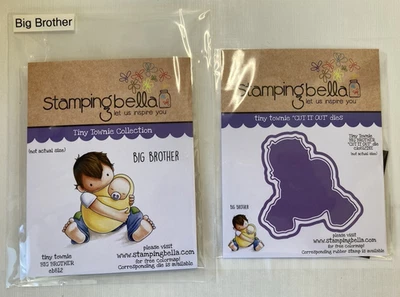 Big Brother
stampingbella
let us inspire you
Tiny Townie Collection
(not actual size)
BIG BROTHER
tiny townie
BIG BROTHER
please visit
www.stampingbella.com
for free Colormap!
Corresponding die is available
stampingbella
let us inspire you
tiny townie "CUT IT OUT" dies
Tiny Townie
BIG BROTHER
"CUT IT OUT"
die
(not actual size)
BIG BROTHER
please visit
www.stampingbella.com
for free Colormap!
Corresponding rubber stamp is available